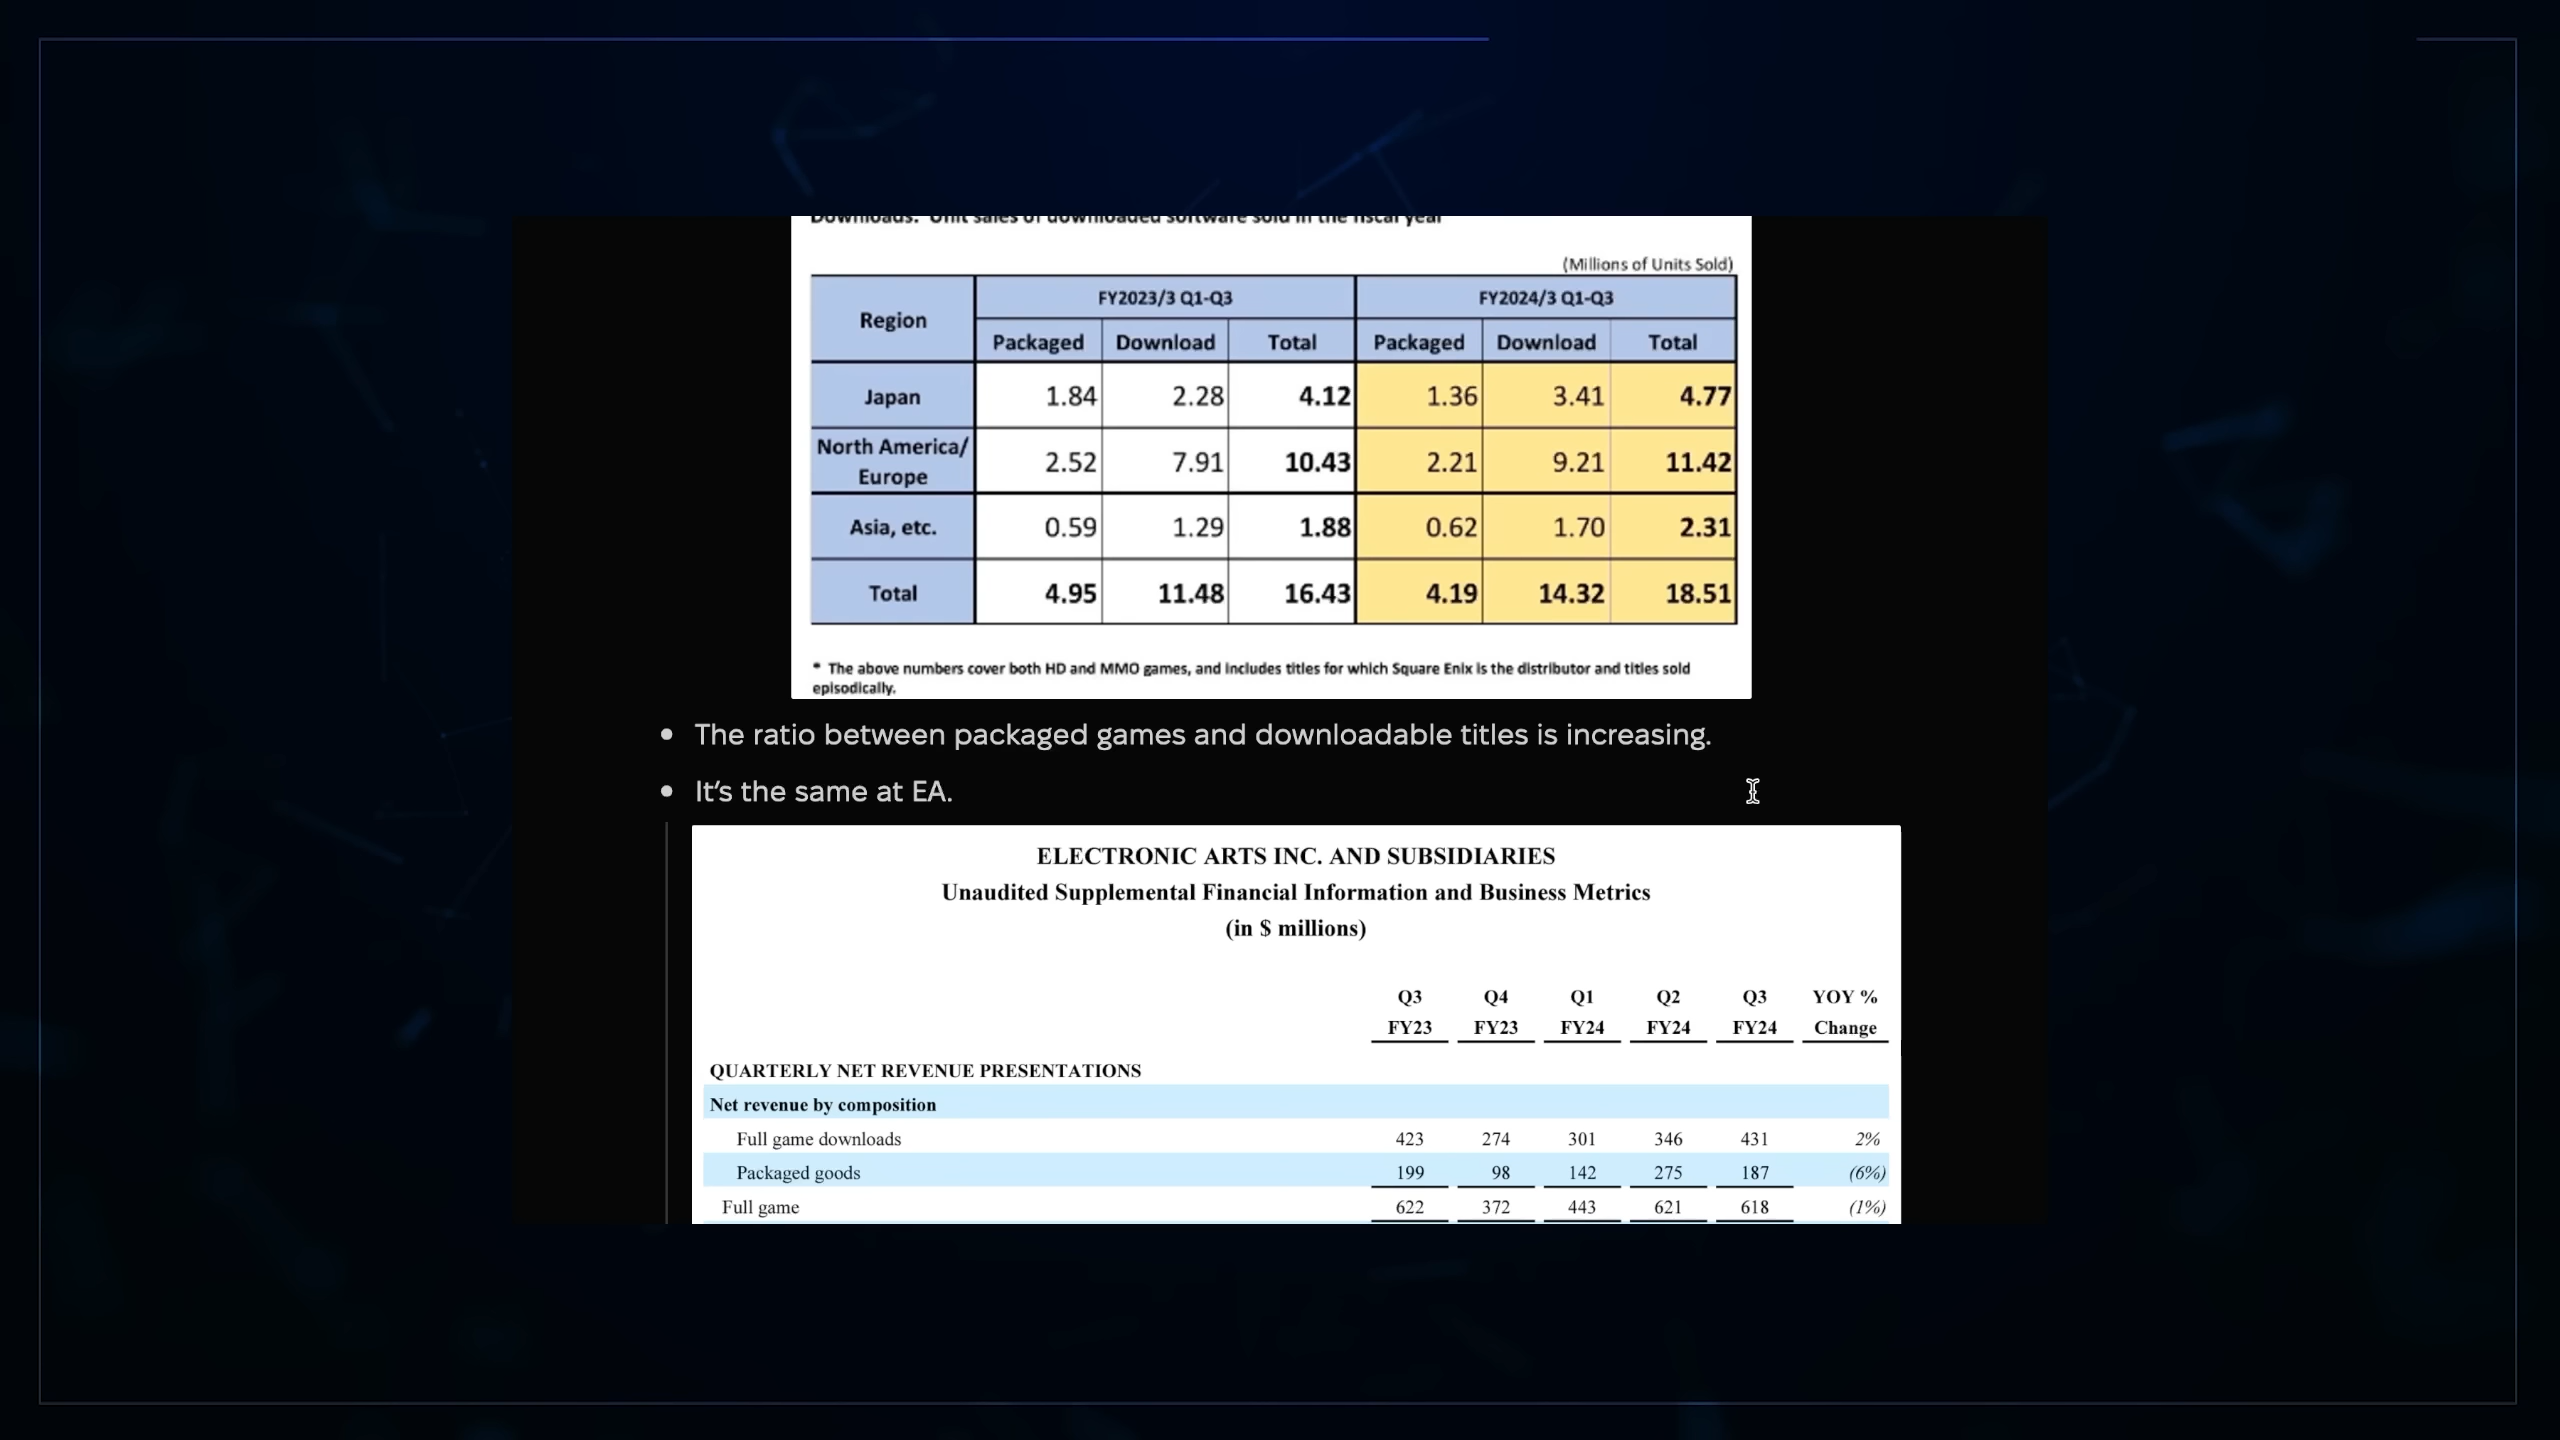 Downloads: Unit sales of downloaded software sold in the fiscal year
(Millions of Units Sold)
Region FY2023/3 Q1-Q3 FY2024/3 Q1-Q3
Packaged Download Total Packaged Download Total
Japan 1.84 2.28 4.12 1.36 3.41 4.77
North America/
Europe 2.52 7.91 10.43 2.21 9.21 11.42
Asia, etc. 0.59 1.29 1.88 0.62 1.70 2.31
Total 4.95 11.48 16.43 4.19 14.32 18.51
* The above numbers cover both HD and MMO games, and includes titles for which Square Enix is the distributor and titles sold
episodically.
• The ratio between packaged games and downloadable titles is increasing.
• It's the same at EA.
ELECTRONIC ARTS INC. AND SUBSIDIARIES
Unaudited Supplemental Financial Information and Business Metrics
(in $ millions)
Q3 Q4 Q1 Q2 Q3 YOY %
FY23 FY23 FY24 FY24 FY24 Change
QUARTERLY NET REVENUE PRESENTATIONS
Net revenue by composition
Full game downloads 423 274 301 346 431 2%
Packaged goods 199 98 142 275 187 (6%)
Full game 622 372 443 621 618 (1%)